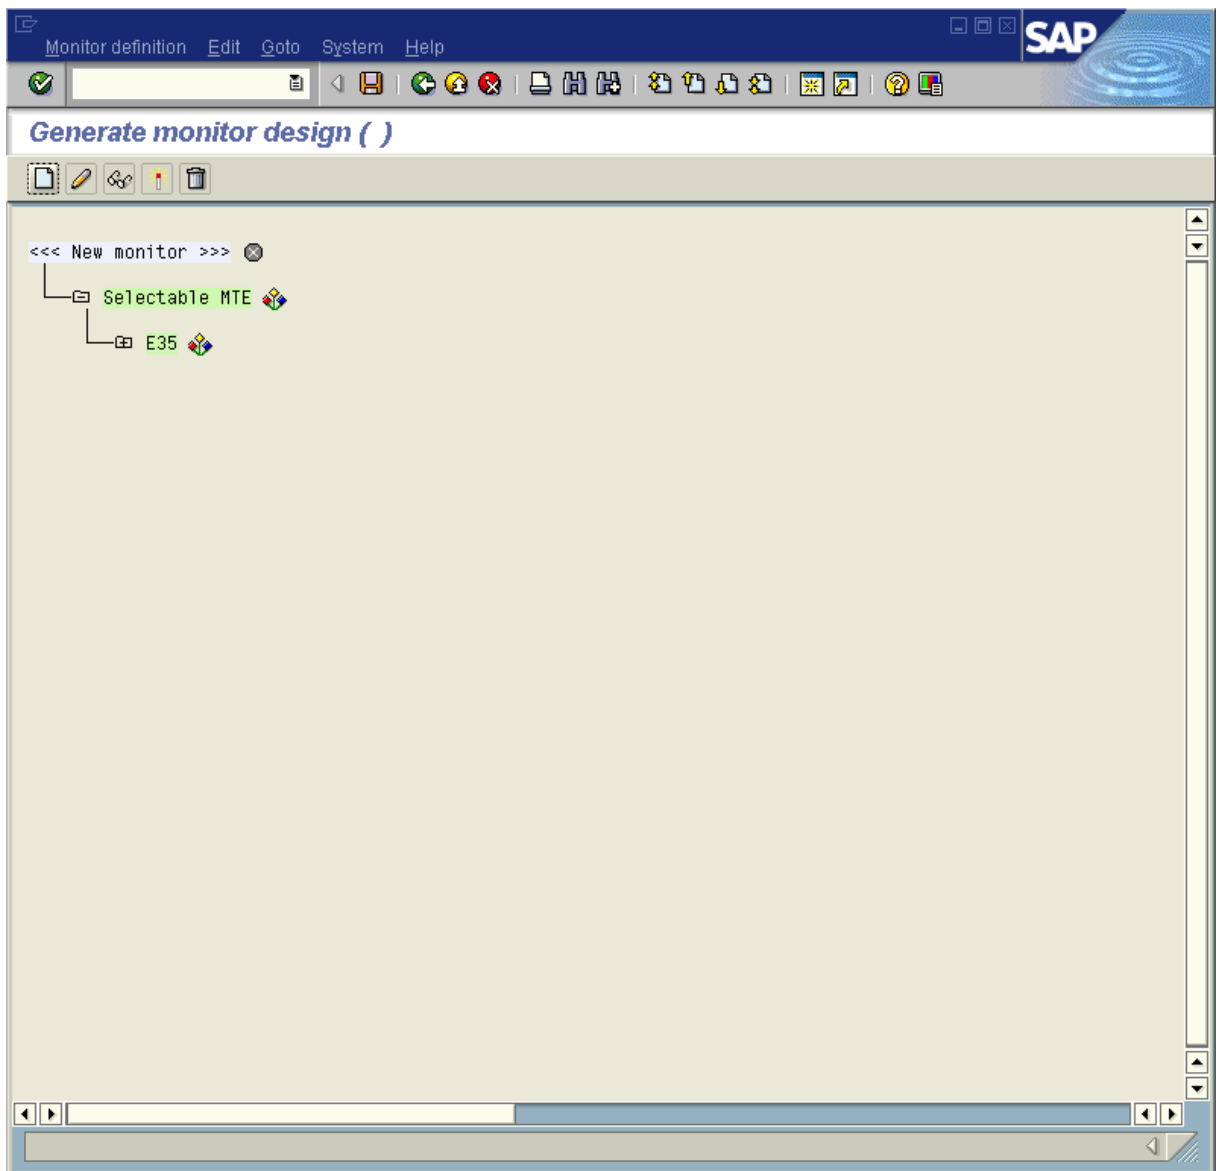 Monitor definition Edit Goto System Help
SAP
Generate monitor design ( )
<<< New monitor >>>
Selectable MTE
E35